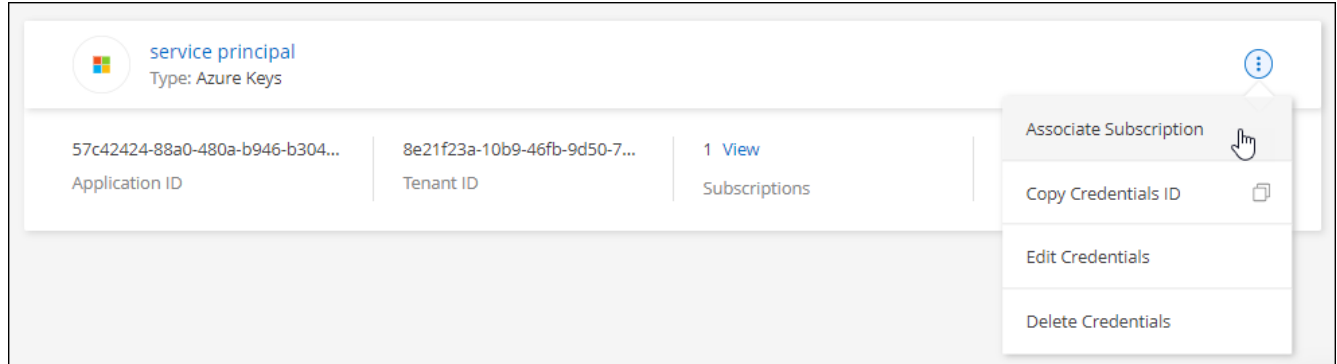 service principal
Type: Azure Keys
57c42424-88a0-480a-b946-b304...
Application ID
8e21f23a-10b9-46fb-9d50-7...
Tenant ID
1 View
Subscriptions
Associate Subscription
Copy Credentials ID
Edit Credentials
Delete Credentials